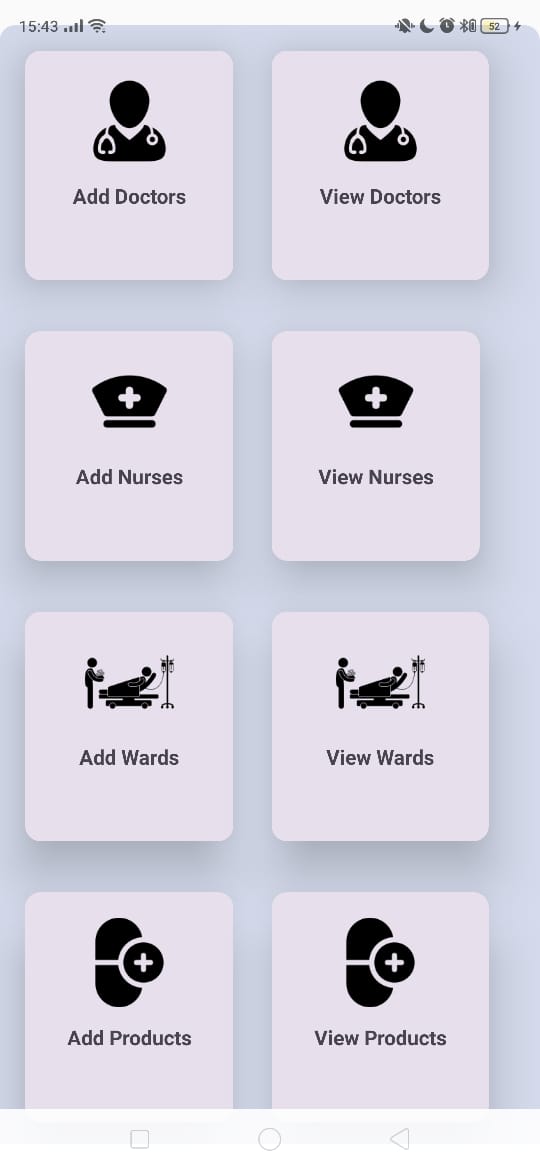 15:43
52
Add Doctors
View Doctors
Add Nurses
View Nurses
Add Wards
View Wards
Add Products
View Products